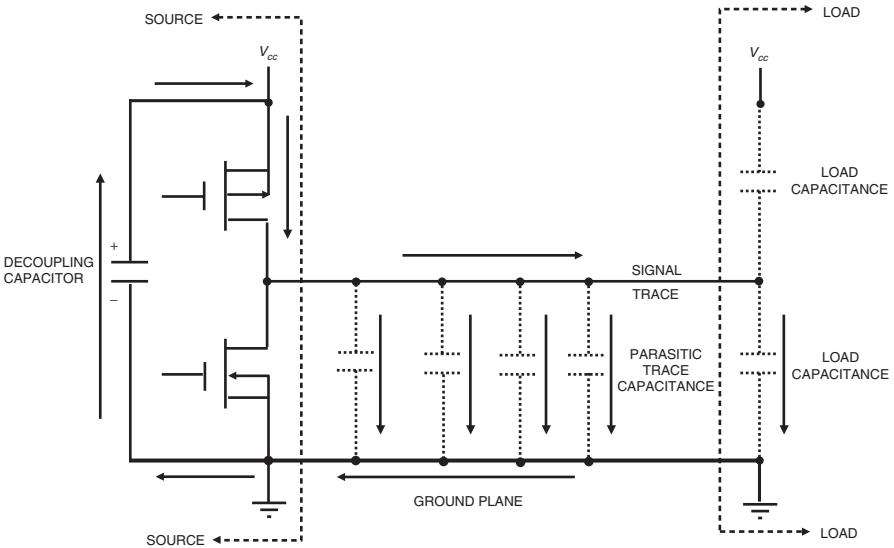 SOURCE
LOAD
Vcc
Vcc
LOAD
CAPACITANCE
DECOUPLING
CAPACITOR
+
−
SIGNAL
TRACE
PARASITIC
TRACE
CAPACITANCE
LOAD
CAPACITANCE
GROUND PLANE
SOURCE
LOAD